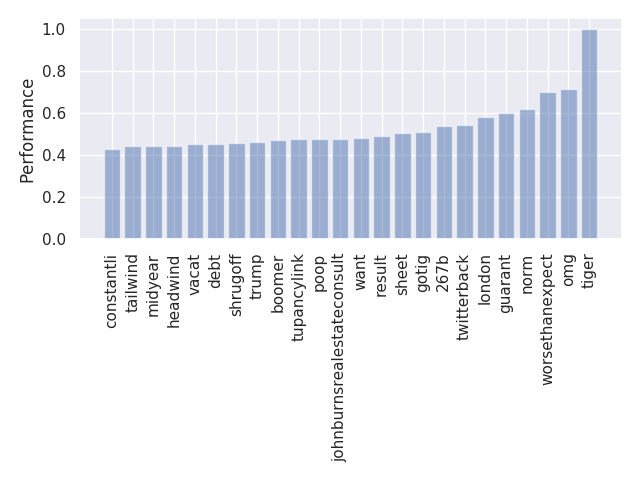 1.0
0.8
0.6
0.4
0.2
0.0
Performance
constantli
tailwind
midyear
headwind
vacat
debt
shrugoff
trump
boomer
tupancylink
poop
johnburnsrealestateconsult
want
result
sheet
gotig
267b
twitterback
london
guarant
norm
worsethanexpect
omg
tiger